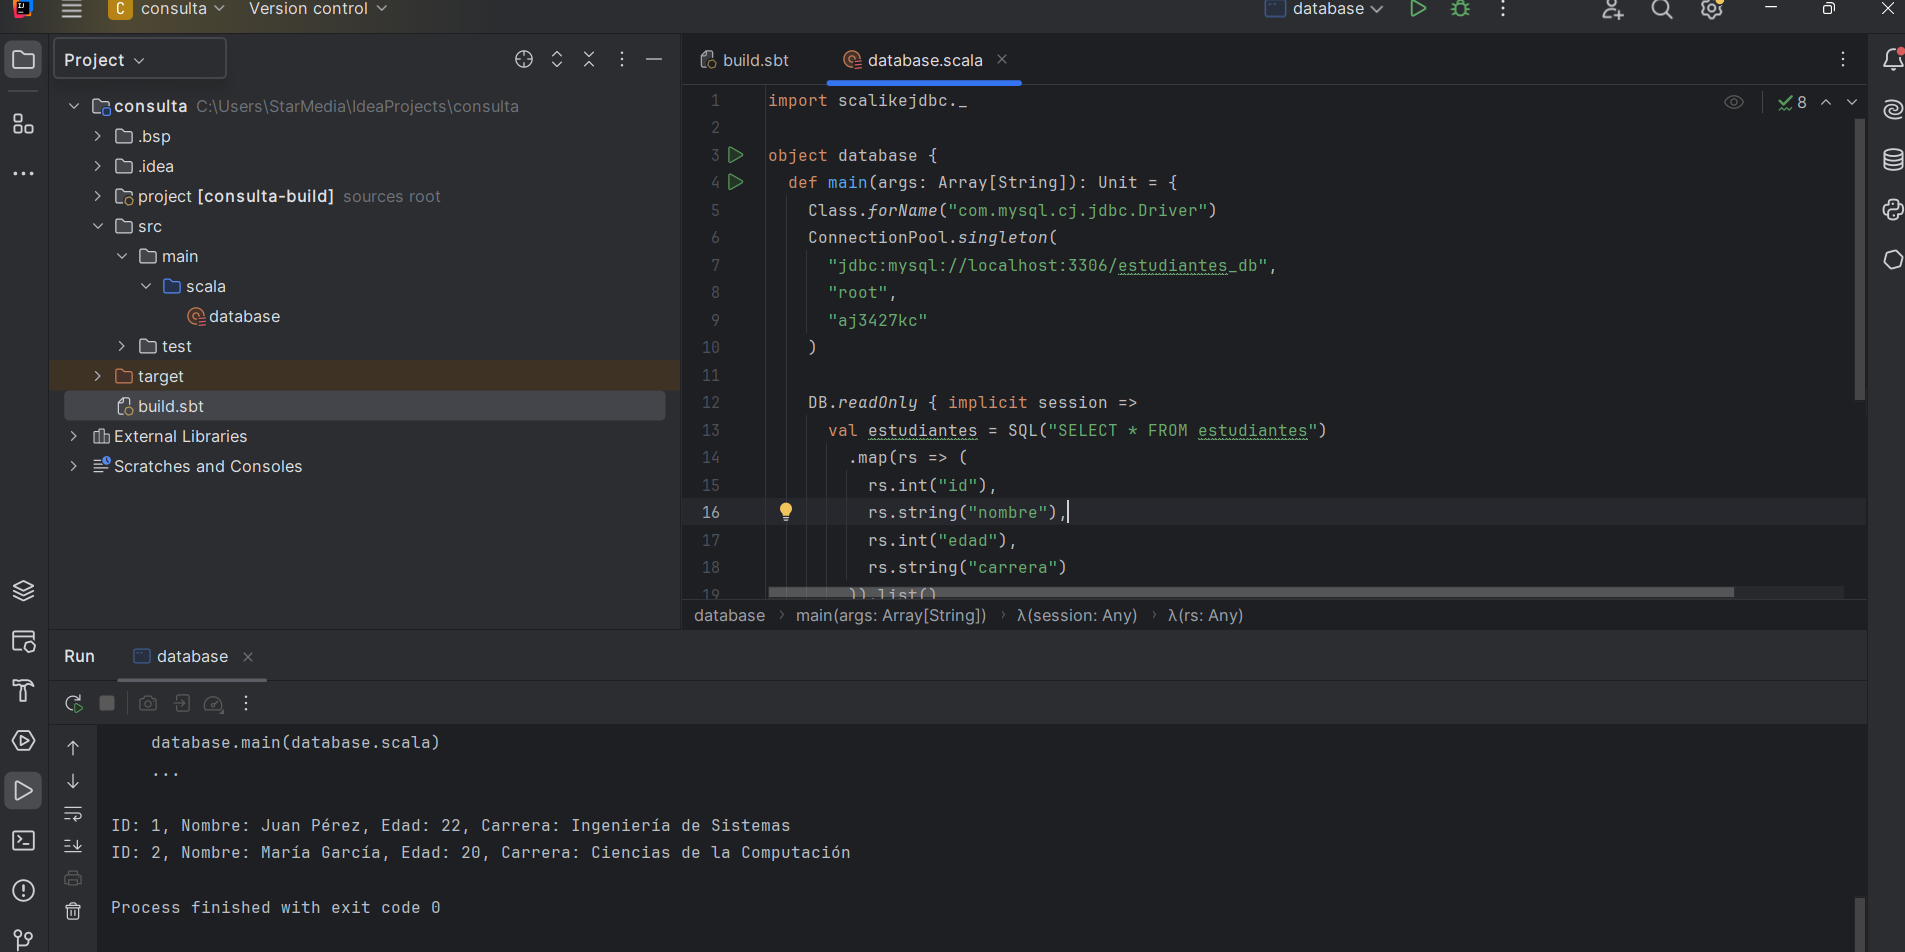 C consulta Version control database
Project
build.sbt database.scala
consulta C:\Users\StarMedia\IdeaProjects\consulta
.bsp
.idea
project [consulta-build] sources root
src
main
scala
database
test
target
build.sbt
External Libraries
Scratches and Consoles
8
1 import scalikejdbc._
2
3 object database {
4 def main(args: Array[String]): Unit = {
5 Class.forName("com.mysql.cj.jdbc.Driver")
6 ConnectionPool.singleton(
7 "jdbc:mysql://localhost:3306/estudiantes_db",
8 "root",
9 "aj3427kc"
10 )
11
12 DB.readOnly { implicit session =>
13 val estudiantes = SQL("SELECT * FROM estudiantes")
14 .map(rs => (
15 rs.int("id"),
16 rs.string("nombre"),
17 rs.int("edad"),
18 rs.string("carrera")
19 )).list()
database main(args: Array[String]) λ(session: Any) λ(rs: Any)
Run database
database.main(database.scala)
...
ID: 1, Nombre: Juan Pérez, Edad: 22, Carrera: Ingeniería de Sistemas
ID: 2, Nombre: María García, Edad: 20, Carrera: Ciencias de la Computación
Process finished with exit code 0